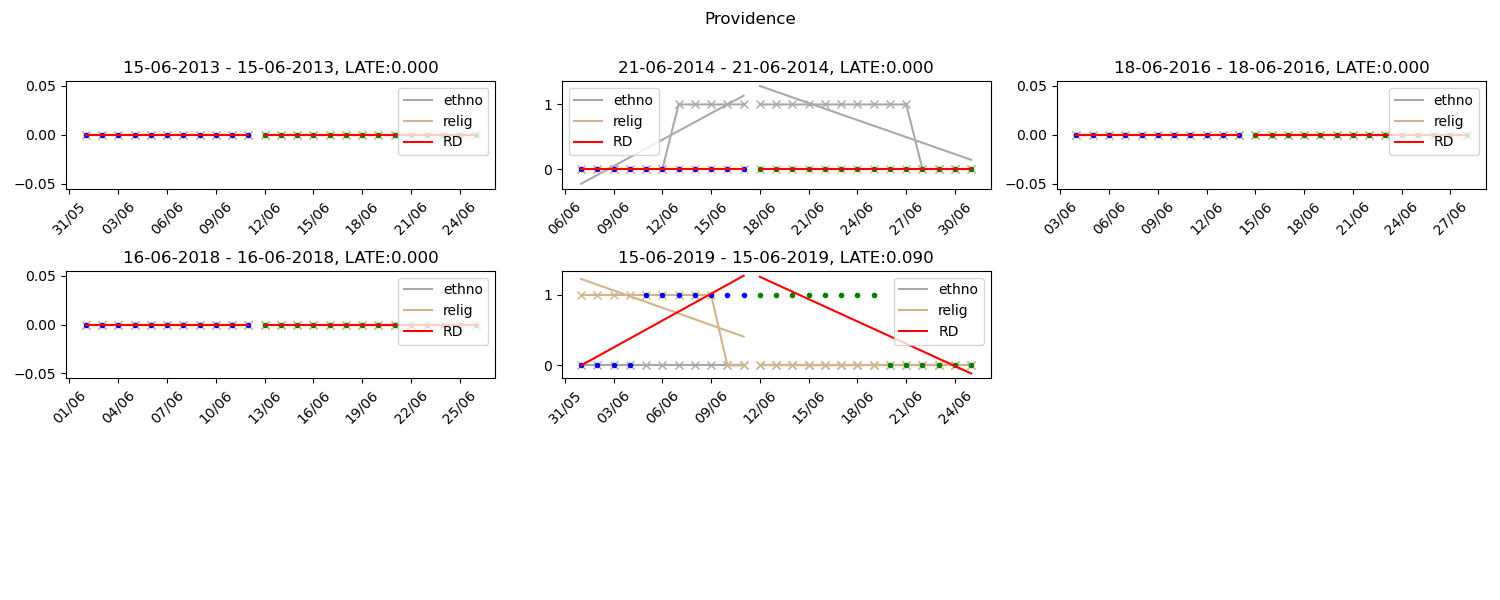 Providence
15-06-2013 - 15-06-2013, LATE:0.000
0.05
0.00
−0.05
ethno
relig
RD
31/05 03/06 06/06 09/06 12/06 15/06 18/06 21/06 24/06
21-06-2014 - 21-06-2014, LATE:0.000
1
0
ethno
relig
RD
06/06 09/06 12/06 15/06 18/06 21/06 24/06 27/06 30/06
18-06-2016 - 18-06-2016, LATE:0.000
0.05
0.00
−0.05
ethno
relig
RD
03/06 06/06 09/06 12/06 15/06 18/06 21/06 24/06 27/06
16-06-2018 - 16-06-2018, LATE:0.000
0.05
0.00
−0.05
ethno
relig
RD
01/06 04/06 07/06 10/06 13/06 16/06 19/06 22/06 25/06
15-06-2019 - 15-06-2019, LATE:0.090
1
0
ethno
relig
RD
31/05 03/06 06/06 09/06 12/06 15/06 18/06 21/06 24/06